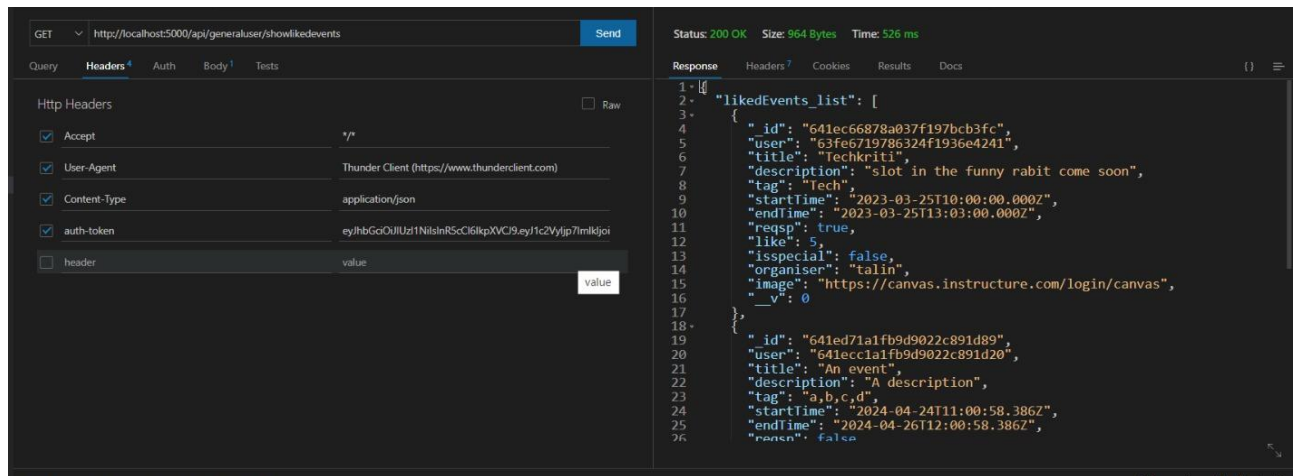 GET http://localhost:5000/api/generaluser/showlikedevents Send
Query Headers 4 Auth Body 1 Tests
Http Headers Raw
Accept */*
User-Agent Thunder Client (https://www.thunderclient.com)
Content-Type application/json
auth-token
header value
value
Status: 200 OK Size: 964 Bytes Time: 526 ms
Response Headers 7 Cookies Results Docs {}
1 {
2 "likedEvents_list": [
3 {
4 "_id": "641ec66878a037f197bcb3fc",
5 "user": "63fe6719786324f1936e4241",
6 "title": "Techkriti",
7 "description": "slot in the funny rabit come soon",
8 "tag": "Tech",
9 "startTime": "2023-03-25T10:00:00.000Z",
10 "endTime": "2023-03-25T13:03:00.000Z",
11 "reqsp": true,
12 "like": 5,
13 "isspecial": false,
14 "organiser": "talin",
15 "image": "https://canvas.instructure.com/login/canvas",
16 "__v": 0
17 },
18 {
19 "_id": "641ed71a1fb9d9022c891d89",
20 "user": "641ecc1a1fb9d9022c891d20",
21 "title": "An event",
22 "description": "A description",
23 "tag": "a,b,c,d",
24 "startTime": "2024-04-24T11:00:58.386Z",
25 "endTime": "2024-04-26T12:00:58.386Z",
26 "reqsp": false